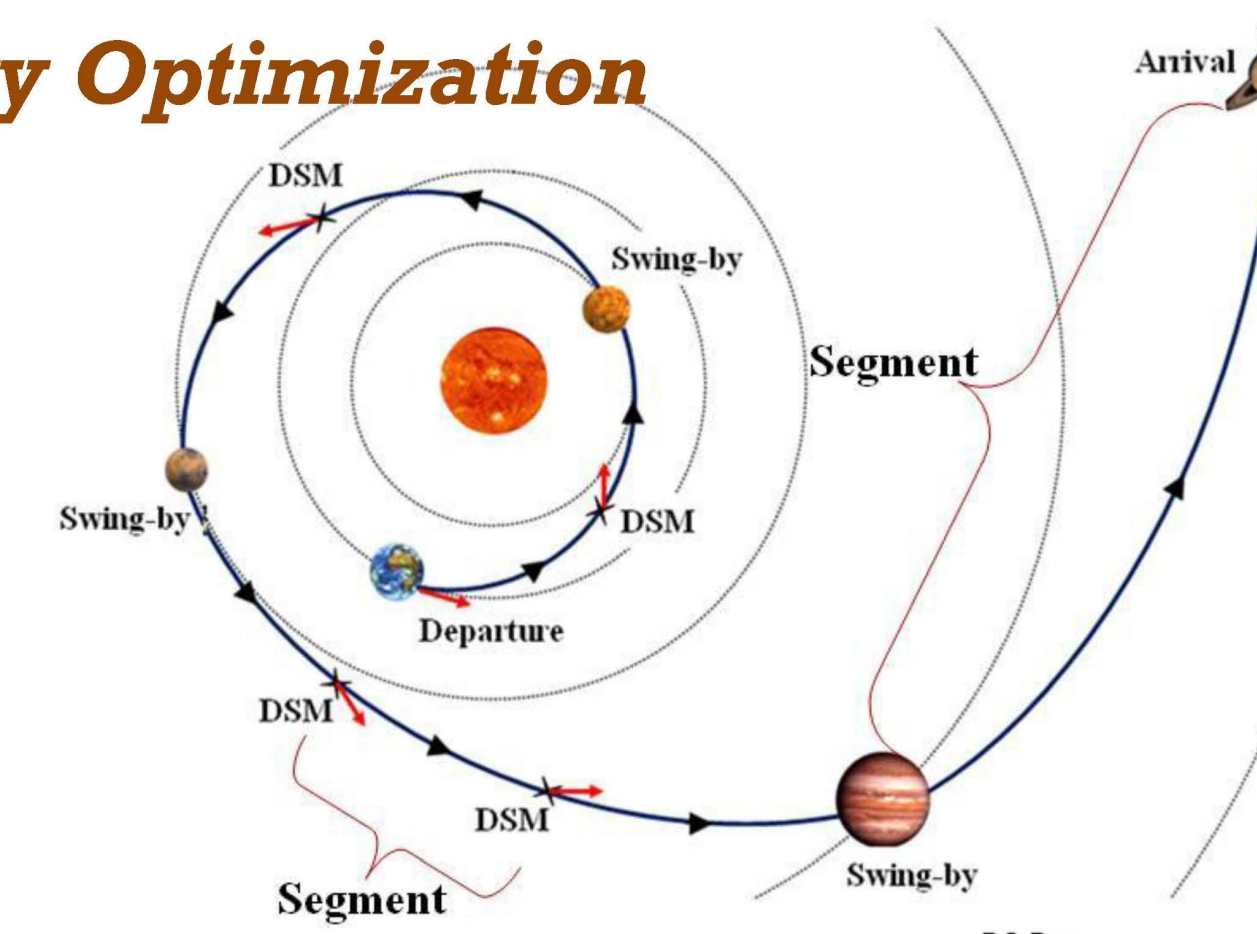 y Optimization
Arrival
DSM
Swing-by
Segment
Swing-by
DSM
Departure
DSM
DSM
Swing-by
Segment